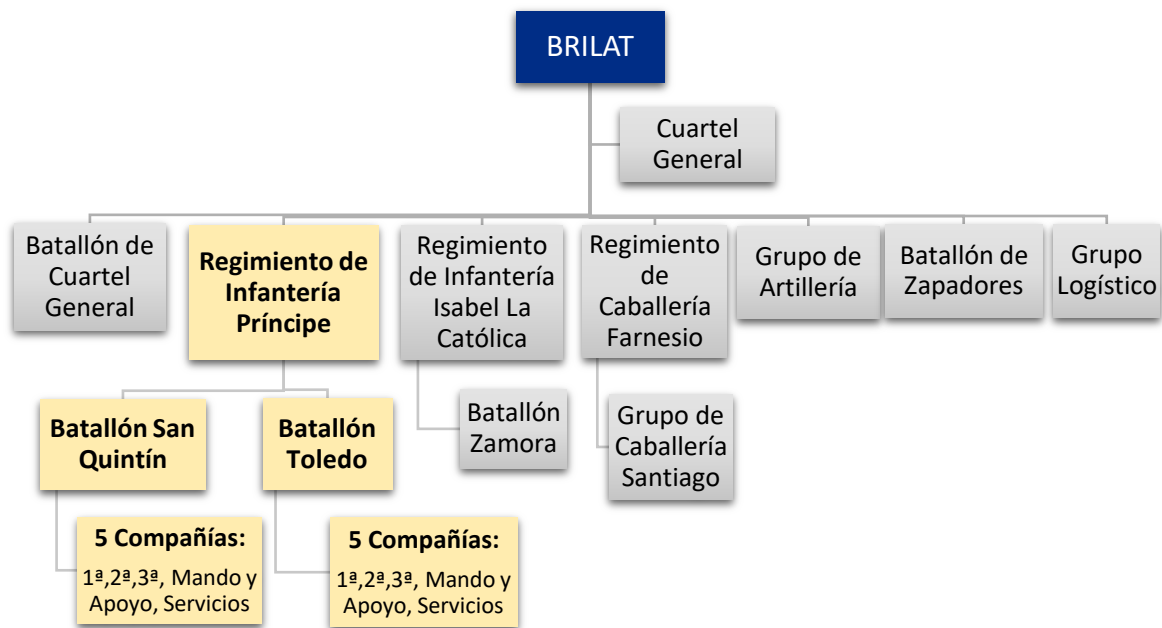 BRILAT
Cuartel
General
Batallón de
Cuartel
General
Regimiento de
Infantería
Príncipe
Regimiento
de Infantería
Isabel La
Católica
Regimiento
de
Caballería
Farnesio
Grupo de
Artillería
Batallón de
Zapadores
Grupo
Logístico
Batallón San
Quintín
Batallón
Toledo
Batallón
Zamora
Grupo de
Caballería
Santiago
5 Compañías:
1ª,2ª,3ª, Mando y
Apoyo, Servicios
5 Compañías:
1ª,2ª,3ª, Mando y
Apoyo, Servicios